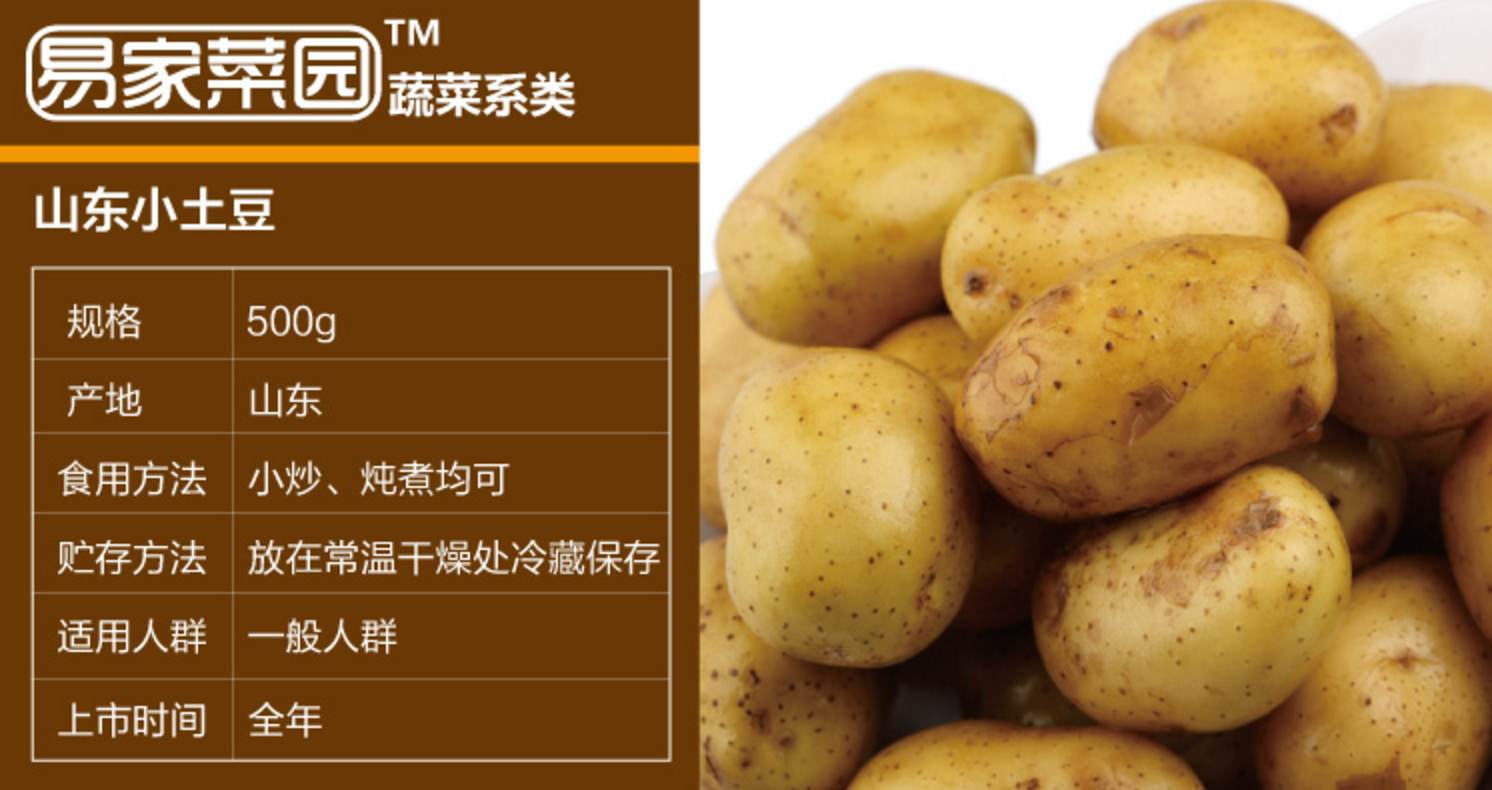 易家菜园TM
蔬菜系类
山东小土豆
规格 500g
产地 山东
食用方法 小炒、炖煮均可
贮存方法 放在常温干燥处冷藏保存
适用人群 一般人群
上市时间 全年